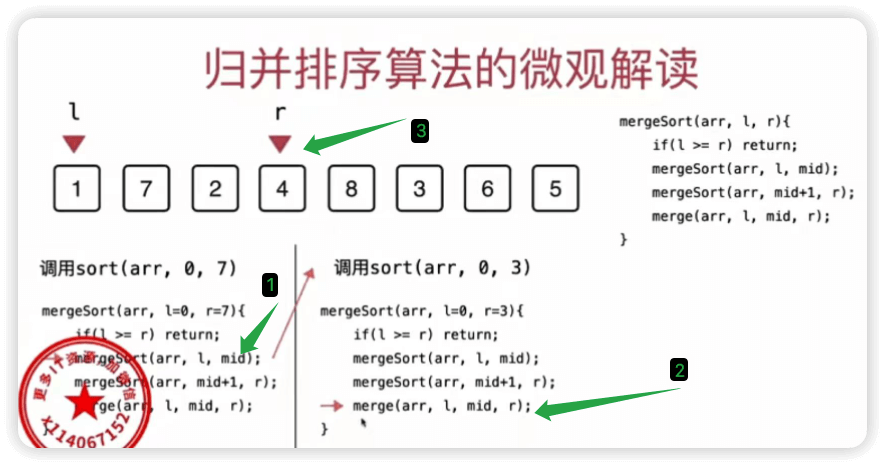 归并排序算法的微观解读
l
r
3
1 7 2 4 8 3 6 5
mergeSort(arr, l, r){
if(l >= r) return;
mergeSort(arr, l, mid);
mergeSort(arr, mid+1, r);
merge(arr, l, mid, r);
}
调用sort(arr, 0, 7)
1
mergeSort(arr, l=0, r=7){
if(l >= r) return;
mergeSort(arr, l, mid);
mergeSort(arr, mid+1, r);
merge(arr, l, mid, r);
}
调用sort(arr, 0, 3)
mergeSort(arr, l=0, r=3){
if(l >= r) return;
mergeSort(arr, l, mid);
mergeSort(arr, mid+1, r);
merge(arr, l, mid, r);
}
2
更多IT资源加微信
x114067152